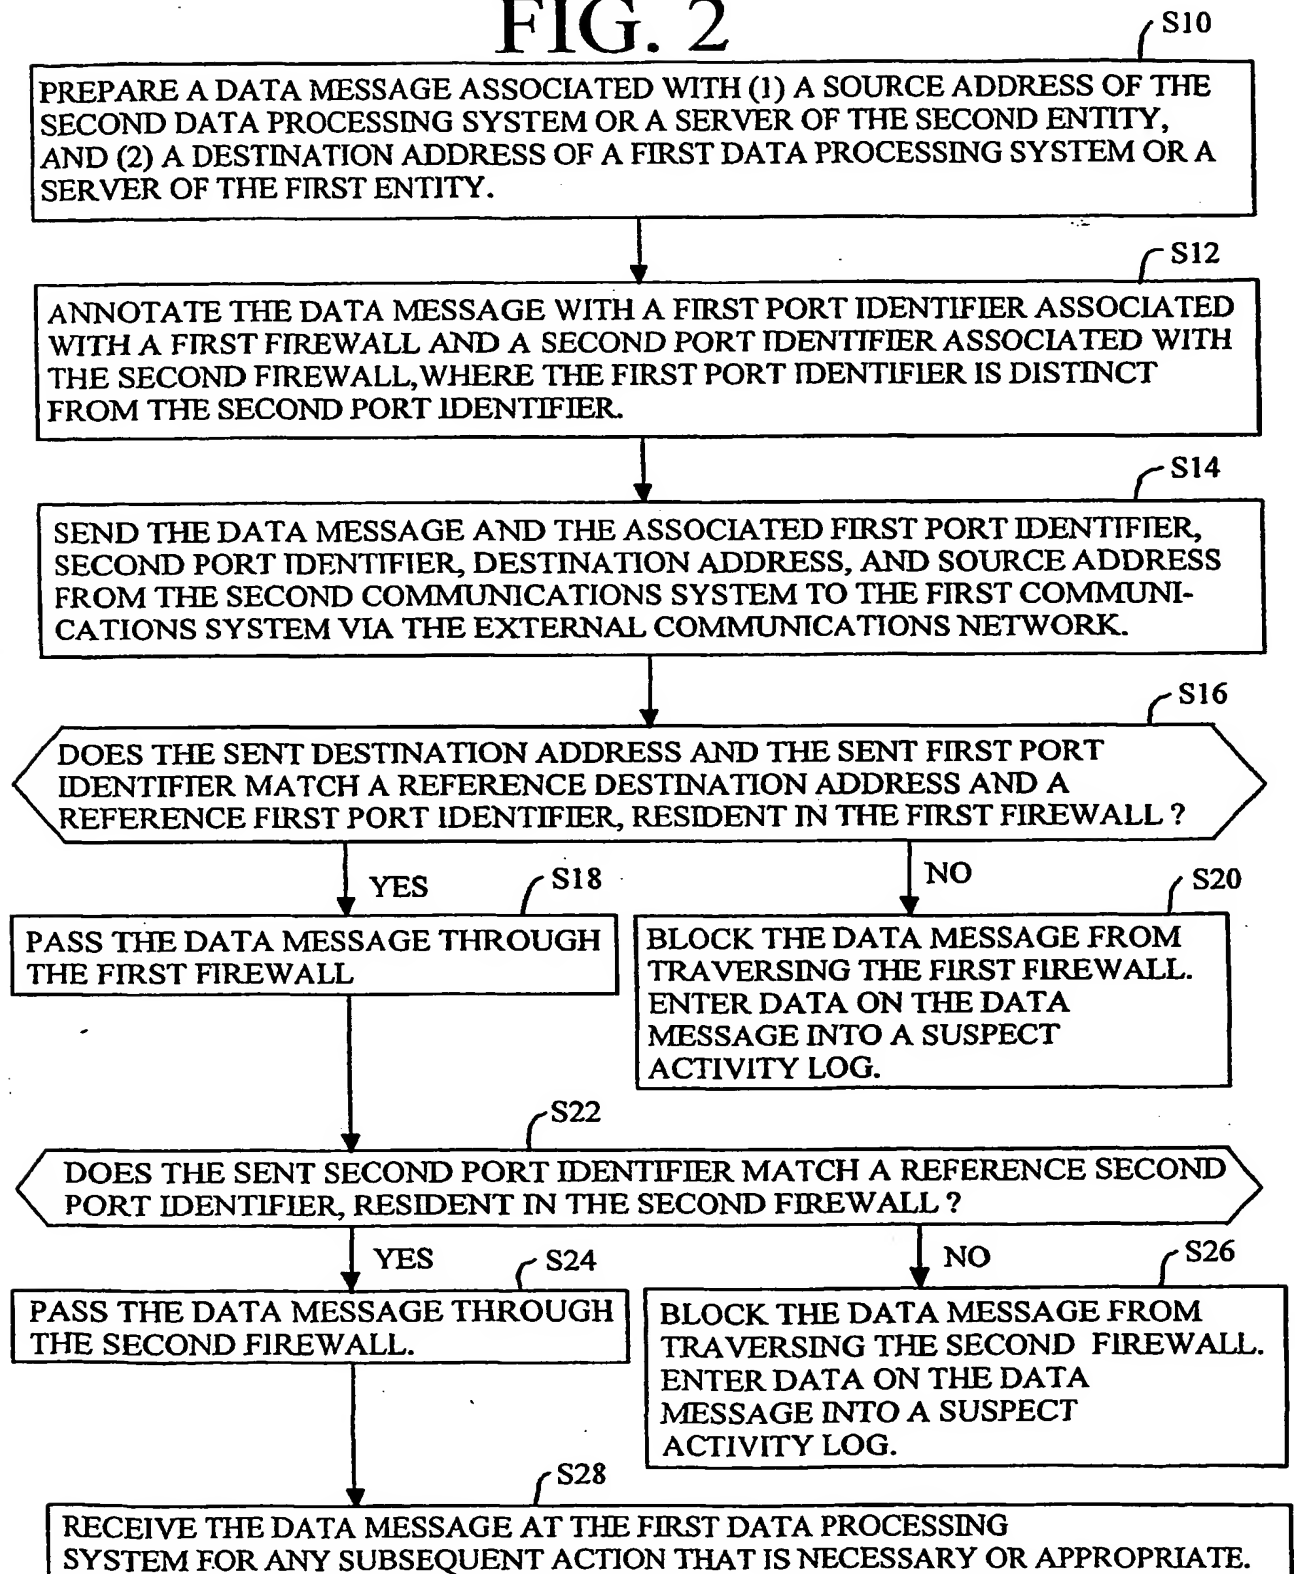 FIG. 2
S10
PREPARE A DATA MESSAGE ASSOCIATED WITH (1) A SOURCE ADDRESS OF THE
SECOND DATA PROCESSING SYSTEM OR A SERVER OF THE SECOND ENTITY,
AND (2) A DESTINATION ADDRESS OF A FIRST DATA PROCESSING SYSTEM OR A
SERVER OF THE FIRST ENTITY.
S12
ANNOTATE THE DATA MESSAGE WITH A FIRST PORT IDENTIFIER ASSOCIATED
WITH A FIRST FIREWALL AND A SECOND PORT IDENTIFIER ASSOCIATED WITH
THE SECOND FIREWALL, WHERE THE FIRST PORT IDENTIFIER IS DISTINCT
FROM THE SECOND PORT IDENTIFIER.
S14
SEND THE DATA MESSAGE AND THE ASSOCIATED FIRST PORT IDENTIFIER,
SECOND PORT IDENTIFIER, DESTINATION ADDRESS, AND SOURCE ADDRESS
FROM THE SECOND COMMUNICATIONS SYSTEM TO THE FIRST COMMUNI-
CATIONS SYSTEM VIA THE EXTERNAL COMMUNICATIONS NETWORK.
S16
DOES THE SENT DESTINATION ADDRESS AND THE SENT FIRST PORT
IDENTIFIER MATCH A REFERENCE DESTINATION ADDRESS AND A
REFERENCE FIRST PORT IDENTIFIER, RESIDENT IN THE FIRST FIREWALL ?
YES
S18
NO
S20
PASS THE DATA MESSAGE THROUGH
THE FIRST FIREWALL
BLOCK THE DATA MESSAGE FROM
TRAVERSING THE FIRST FIREWALL.
ENTER DATA ON THE DATA
MESSAGE INTO A SUSPECT
ACTIVITY LOG.
S22
DOES THE SENT SECOND PORT IDENTIFIER MATCH A REFERENCE SECOND
PORT IDENTIFIER, RESIDENT IN THE SECOND FIREWALL ?
YES
S24
NO
S26
PASS THE DATA MESSAGE THROUGH
THE SECOND FIREWALL.
BLOCK THE DATA MESSAGE FROM
TRAVERSING THE SECOND FIREWALL.
ENTER DATA ON THE DATA
MESSAGE INTO A SUSPECT
ACTIVITY LOG.
S28
RECEIVE THE DATA MESSAGE AT THE FIRST DATA PROCESSING
SYSTEM FOR ANY SUBSEQUENT ACTION THAT IS NECESSARY OR APPROPRIATE.